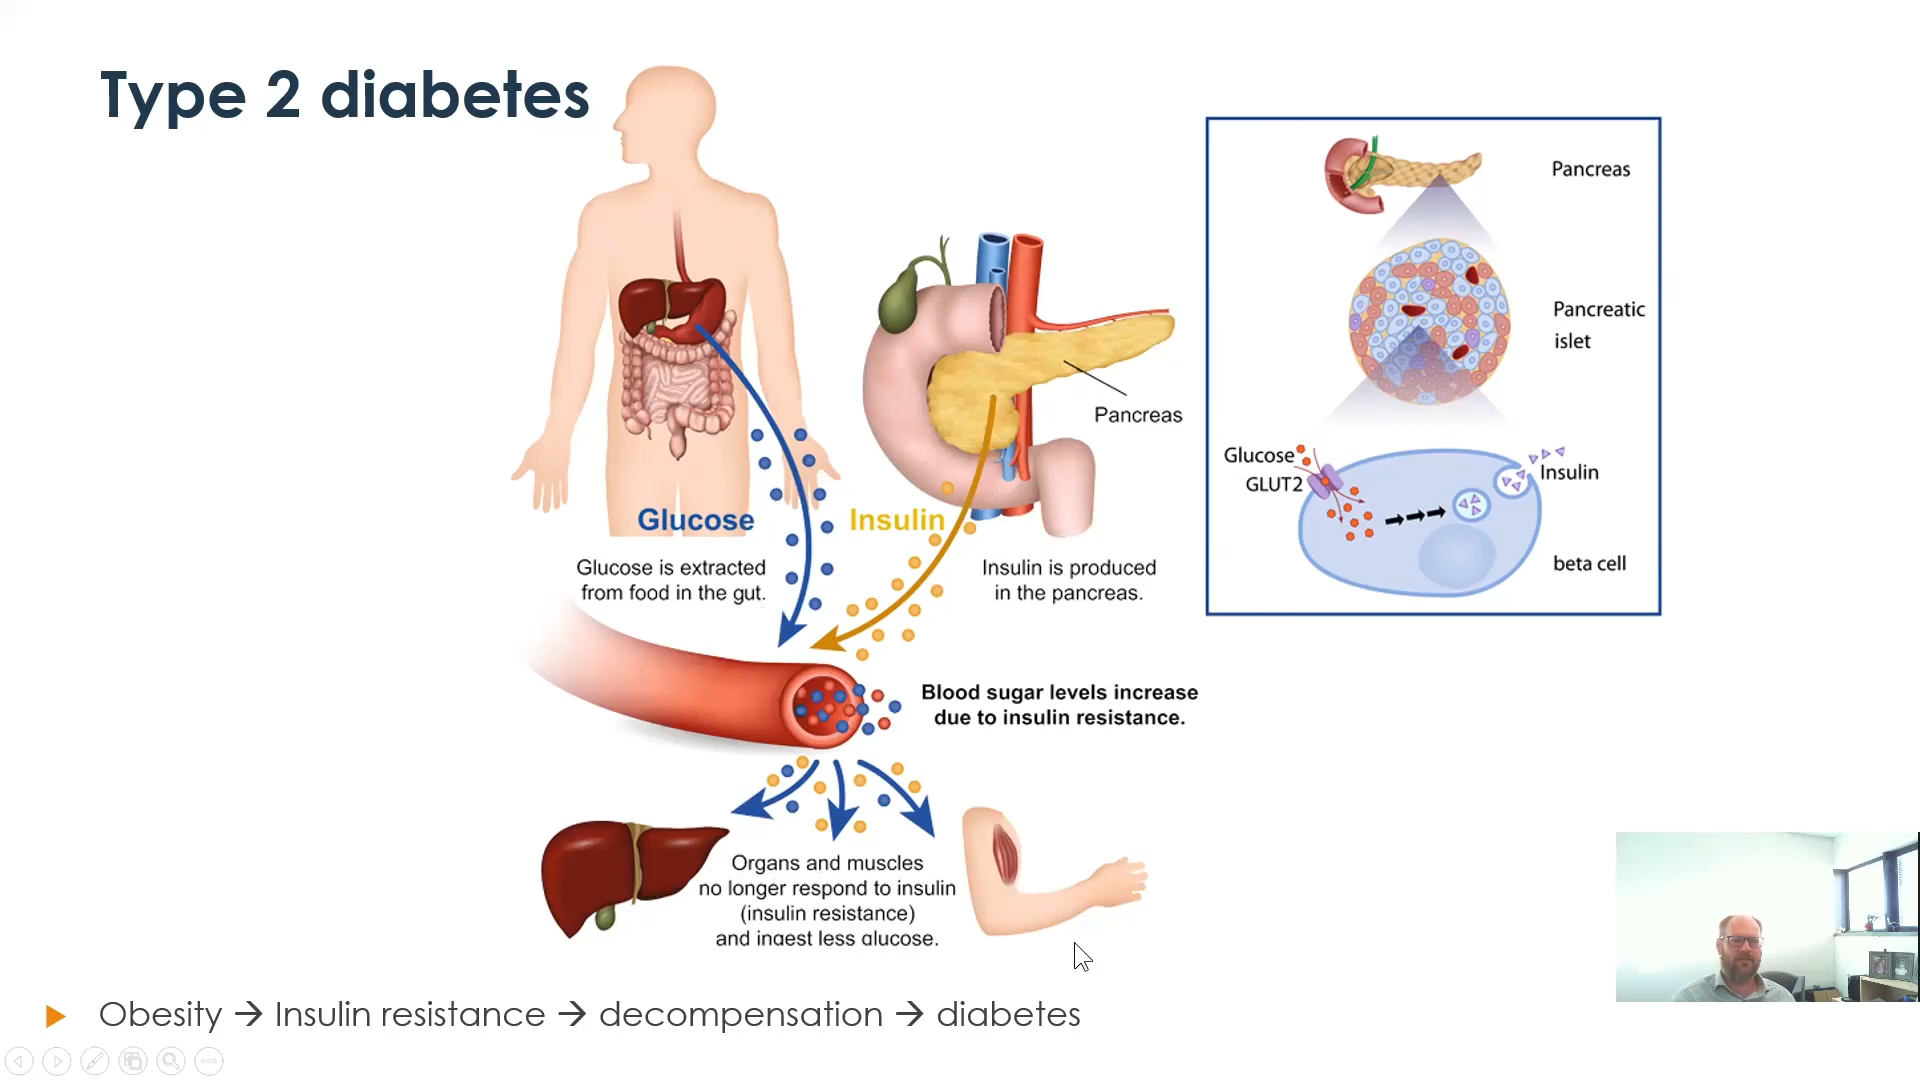 Type 2 diabetes
Pancreas
Pancreatic
islet
Glucose
GLUT2
Insulin
beta cell
Pancreas
Glucose
Insulin
Glucose is extracted
from food in the gut.
Insulin is produced
in the pancreas.
Blood sugar levels increase
due to insulin resistance.
Organs and muscles
no longer respond to insulin
(insulin resistance)
and ingest less glucose.
Obesity → Insulin resistance → decompensation → diabetes